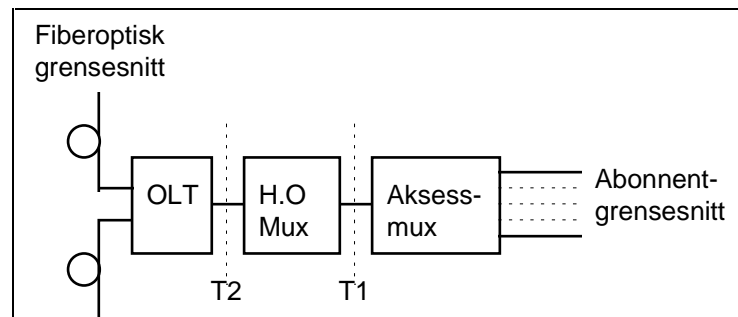 Fiberoptisk
grensesnitt
OLT
H.O
Mux
Aksess-
mux
Abonnent-
grensesnitt
T2
T1